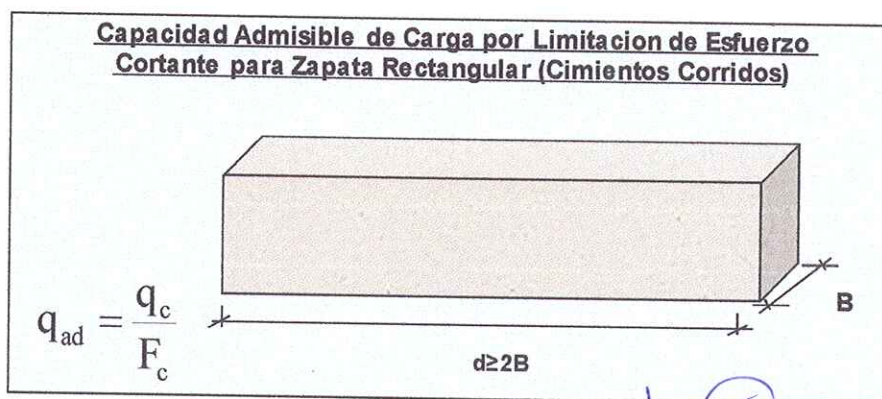 Capacidad Admisible de Carga por Limitacion de Esfuerzo
Cortante para Zapata Rectangular (Cimientos Corridos)
q_ad = q_c / F_c
B
d≥2B